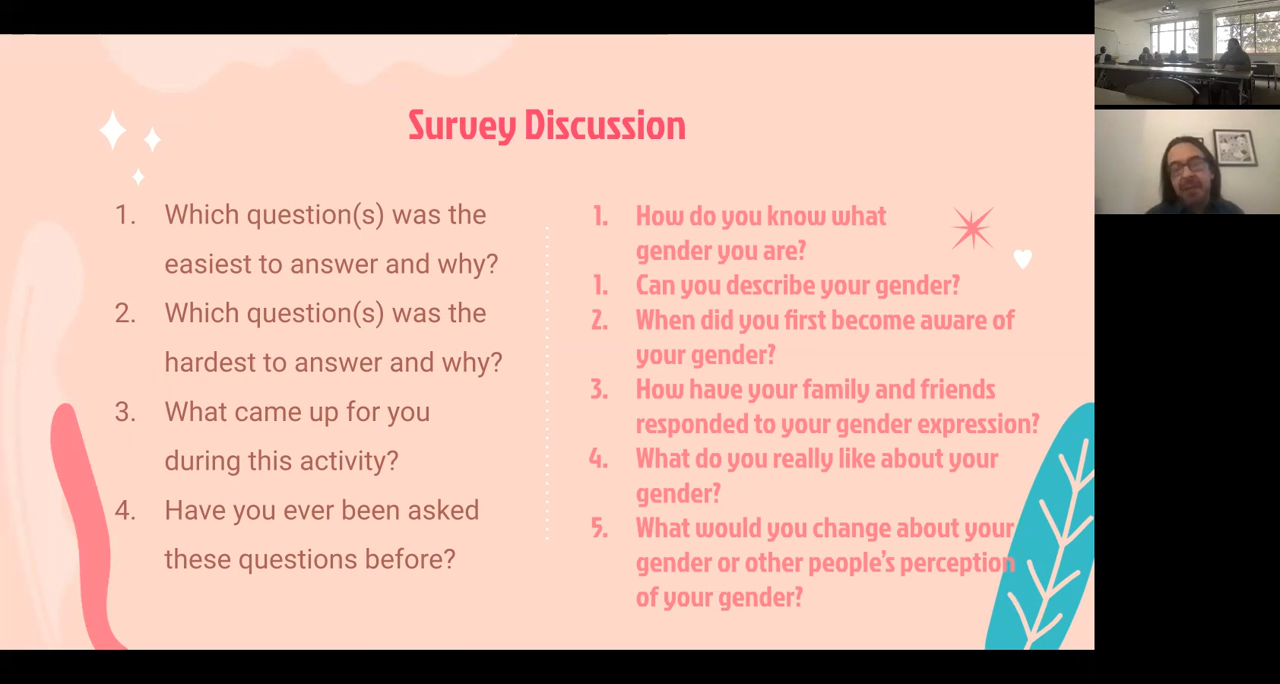 Survey Discussion
1. Which question(s) was the
easiest to answer and why?
2. Which question(s) was the
hardest to answer and why?
3. What came up for you
during this activity?
4. Have you ever been asked
these questions before?
1. How do you know what
gender you are?
1. Can you describe your gender?
2. When did you first become aware of
your gender?
3. How have your family and friends
responded to your gender expression?
4. What do you really like about your
gender?
5. What would you change about your
gender or other people's perception
of your gender?